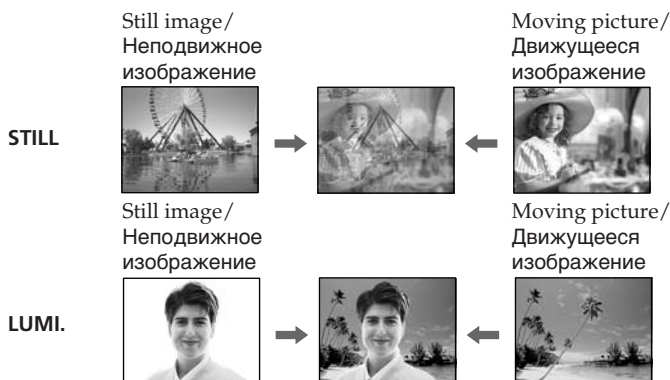 Still image/
Неподвижное
изображение
Moving picture/
Движущееся
изображение
STILL
Still image/
Неподвижное
изображение
Moving picture/
Движущееся
изображение
LUMI.